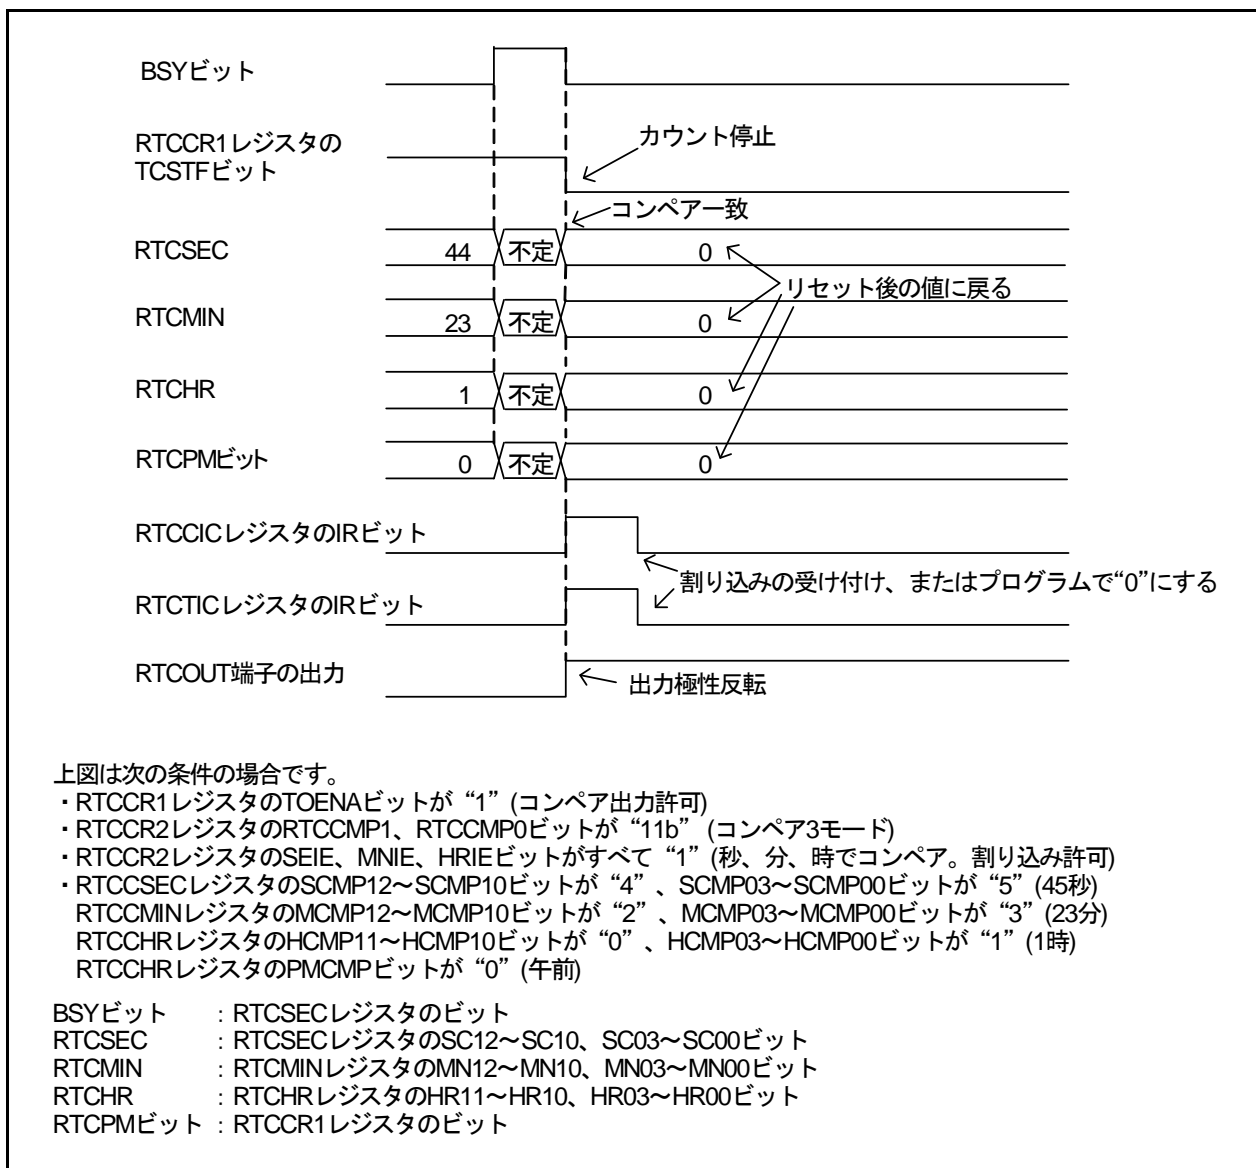 BSYビット
RTCCR1レジスタの
TCSTFビット
カウント停止
コンペア一致
RTCSEC
44
不定
0
リセット後の値に戻る
RTCMIN
23
不定
0
RTCHR
1
不定
0
RTCPMビット
0
不定
0
RTCCICレジスタのIRビット
割り込みの受け付け、またはプログラムで“0”にする
RTCTICレジスタのIRビット
RTCOUT端子の出力
出力極性反転
上図は次の条件の場合です。
・RTCCR1レジスタのTOENAビットが“1”(コンペア出力許可)
・RTCCR2レジスタのRTCCMP1、RTCCMP0ビットが“11b” (コンペア3モード)
・RTCCR2レジスタのSEIE、MNIE、HRIEビットがすべて“1”(秒、分、時でコンペア。割り込み許可)
・RTCCSECレジスタのSCMP12～SCMP10ビットが“4”、SCMP03～SCMP00ビットが“5”(45秒)
RTCCMINレジスタのMCMP12～MCMP10ビットが“2”、MCMP03～MCMP00ビットが“3”(23分)
RTCCHRレジスタのHCMP11～HCMP10ビットが“0”、HCMP03～HCMP00ビットが“1”(1時)
RTCCHRレジスタのPMCMPビットが“0”(午前)
BSYビット : RTCSECレジスタのビット
RTCSEC : RTCSECレジスタのSC12～SC10、SC03～SC00ビット
RTCMIN : RTCMINレジスタのMN12～MN10、MN03～MN00ビット
RTCHR : RTCHRレジスタのHR11～HR10、HR03～HR00ビット
RTCPMビット : RTCCR1レジスタのビット